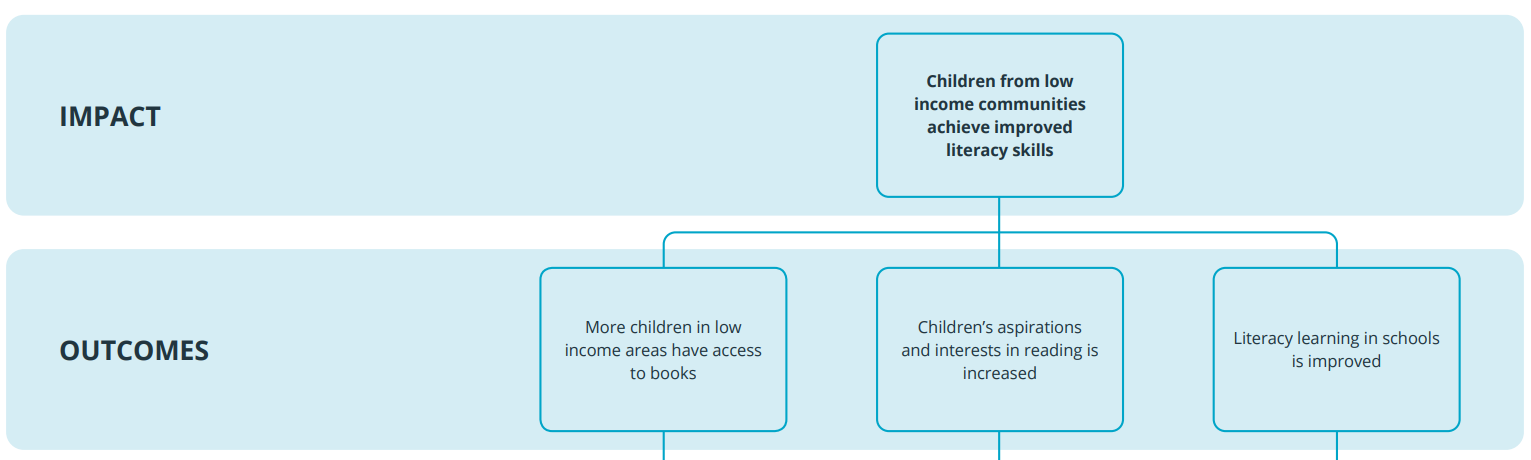 IMPACT
Children from low
income communities
achieve improved
literacy skills
OUTCOMES
More children in low
income areas have access
to books
Children’s aspirations
and interests in reading is
increased
Literacy learning in schools
is improved